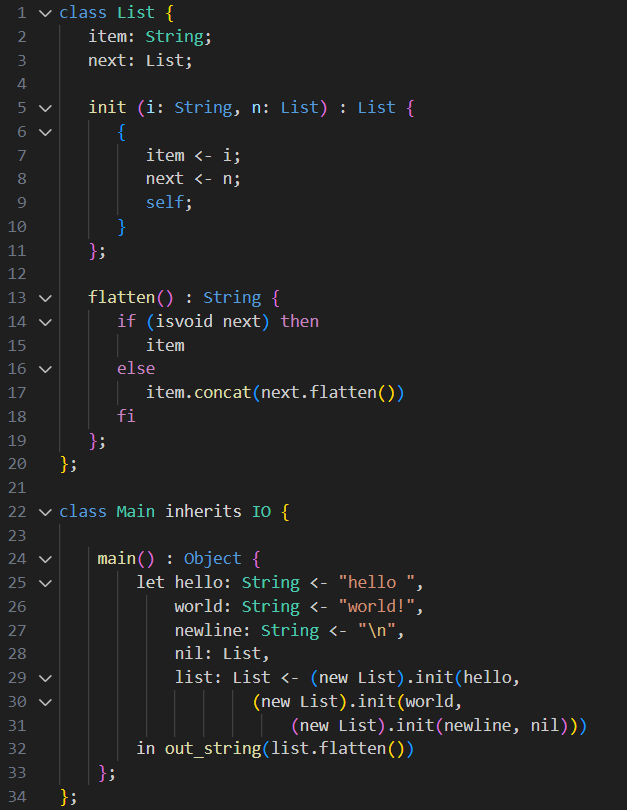 1 class List {
2     item: String;
3     next: List;
4
5     init (i: String, n: List) : List {
6         {
7             item <- i;
8             next <- n;
9             self;
10         }
11     };
12
13     flatten() : String {
14         if (isvoid next) then
15             item
16         else
17             item.concat(next.flatten())
18         fi
19     };
20 };
21
22 class Main inherits IO {
23
24     main() : Object {
25         let hello: String <- "hello ",
26             world: String <- "world!",
27             newline: String <- "\n",
28             nil: List,
29             list: List <- (new List).init(hello,
30                     (new List).init(world,
31                         (new List).init(newline, nil)))
32         in out_string(list.flatten())
33     };
34 };